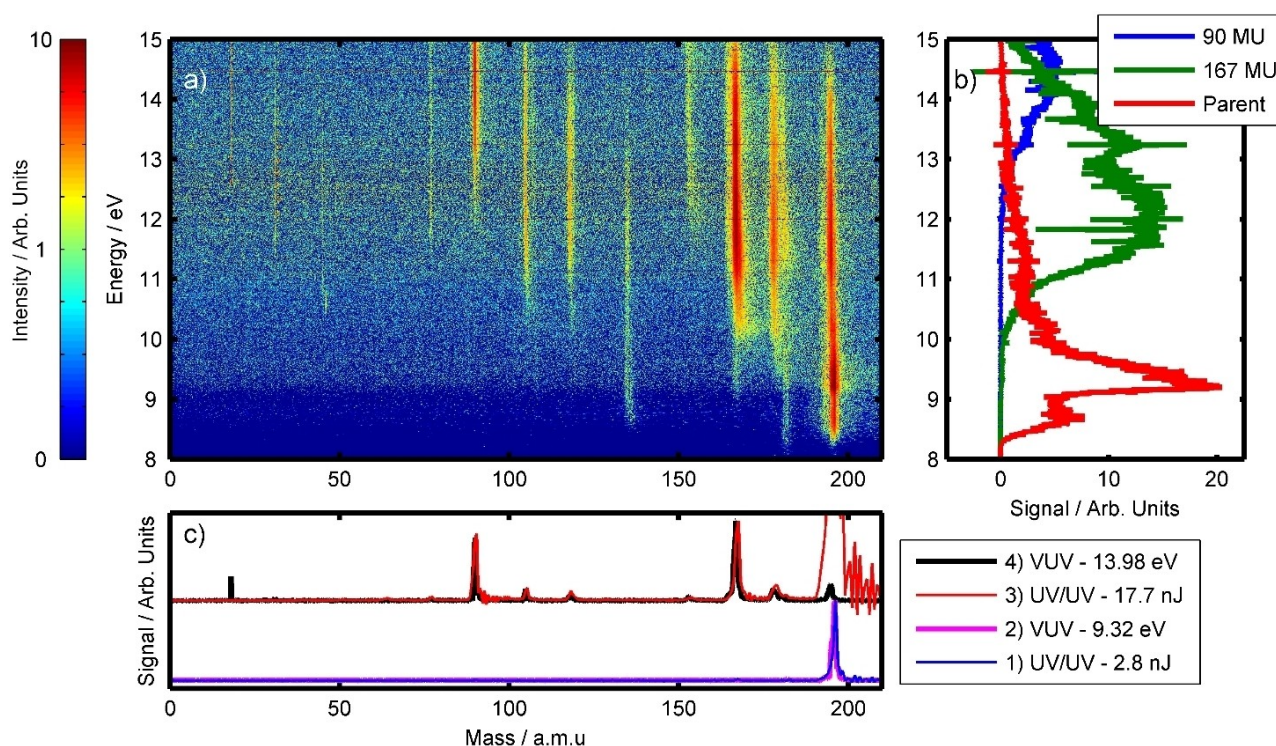 10
1
0
Intensity / Arb. Units
15
14
13
12
11
10
9
8
Energy / eV
a)
0
50
100
150
200
15
14
13
12
11
10
9
8
b)
90 MU
167 MU
Parent
0
10
20
Signal / Arb. Units
Signal / Arb. Units
c)
0
50
100
150
200
Mass / a.m.u
4) VUV - 13.98 eV
3) UV/UV - 17.7 nJ
2) VUV - 9.32 eV
1) UV/UV - 2.8 nJ